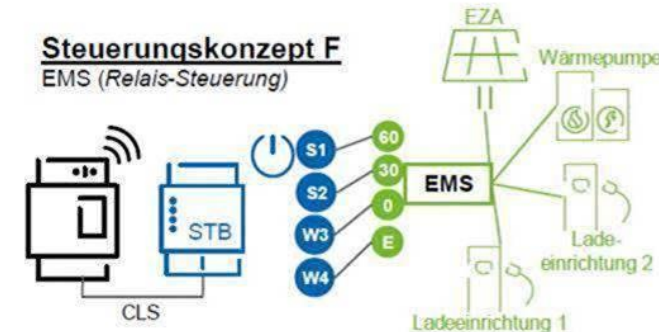 Steuerungskonzept F
EMS (Relais-Steuerung)
EZA
Wärmepumpe
S1
60
S2
30
EMS
0
STB
W3
E
W4
Lade-
einrichtung 2
CLS
Ladeeinrichtung 1